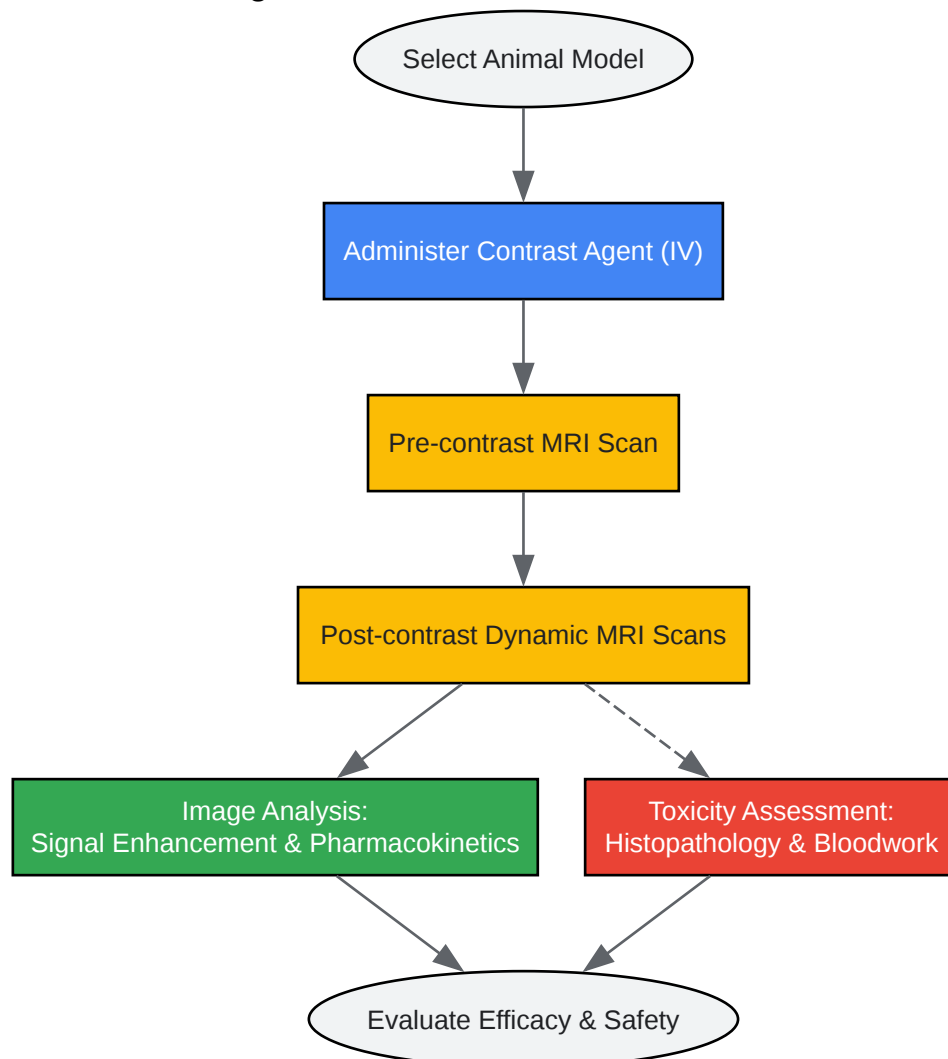 Select Animal Model
Administer Contrast Agent (IV)
Pre-contrast MRI Scan
Post-contrast Dynamic MRI Scans
Image Analysis:
Signal Enhancement & Pharmacokinetics
Toxicity Assessment:
Histopathology & Bloodwork
Evaluate Efficacy & Safety